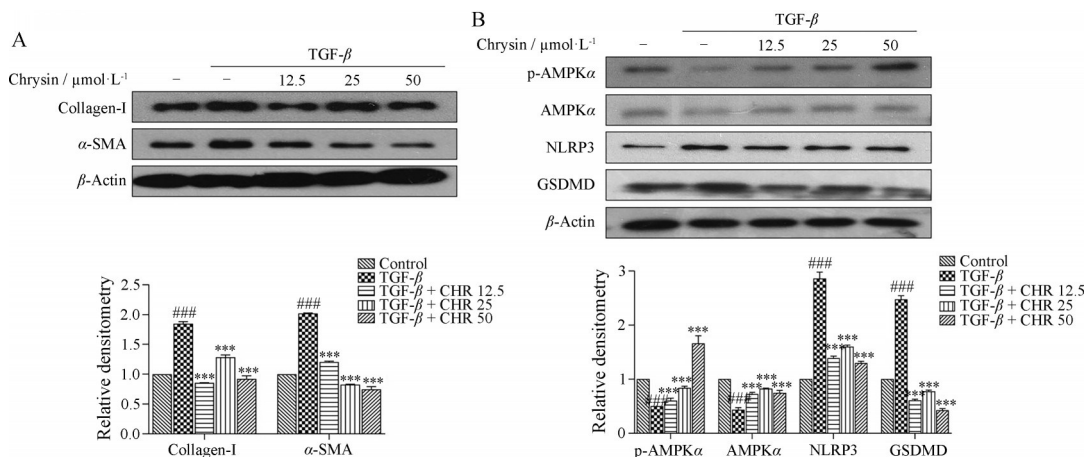 A
TGF-β
Chrysin / μmol·L-1
– – 12.5 25 50
Collagen-I
α-SMA
β-Actin
Control
TGF-β
TGF-β + CHR 12.5
TGF-β + CHR 25
TGF-β + CHR 50
Relative densitometry
2.5
2.0
1.5
1.0
0.5
0.0
###
***
***
***
###
***
***
***
Collagen-I α-SMA
B
TGF-β
Chrysin / μmol·L-1
– – 12.5 25 50
p-AMPKα
AMPKα
NLRP3
GSDMD
β-Actin
Control
TGF-β
TGF-β + CHR 12.5
TGF-β + CHR 25
TGF-β + CHR 50
Relative densitometry
3
2
1
0
###
***
***
***
###
***
***
***
###
***
***
***
###
***
***
***
p-AMPKα AMPKα NLRP3 GSDMD